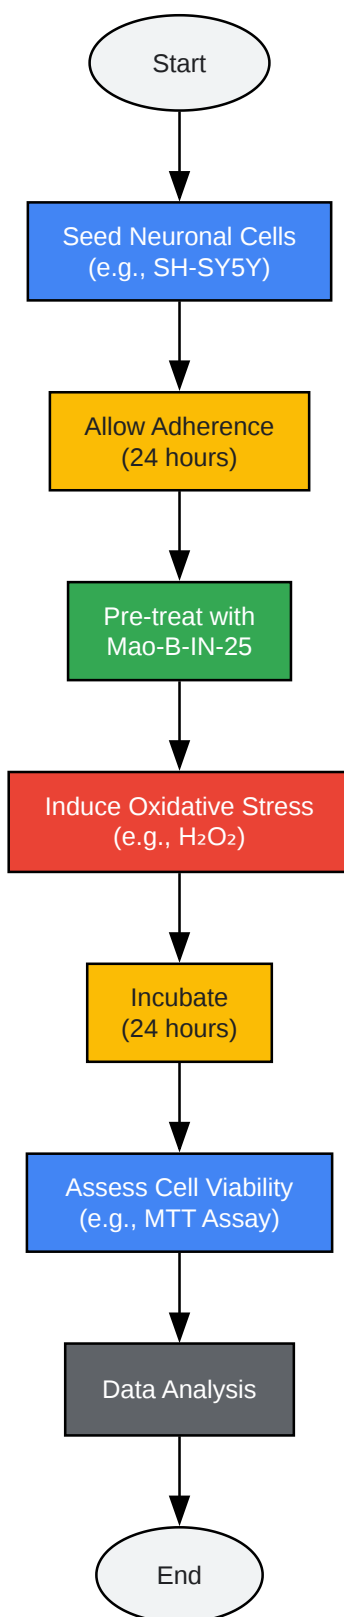 Start
Seed Neuronal Cells
(e.g., SH-SY5Y)
Allow Adherence
(24 hours)
Pre-treat with
Mao-B-IN-25
Induce Oxidative Stress
(e.g., H₂O₂)
Incubate
(24 hours)
Assess Cell Viability
(e.g., MTT Assay)
Data Analysis
End